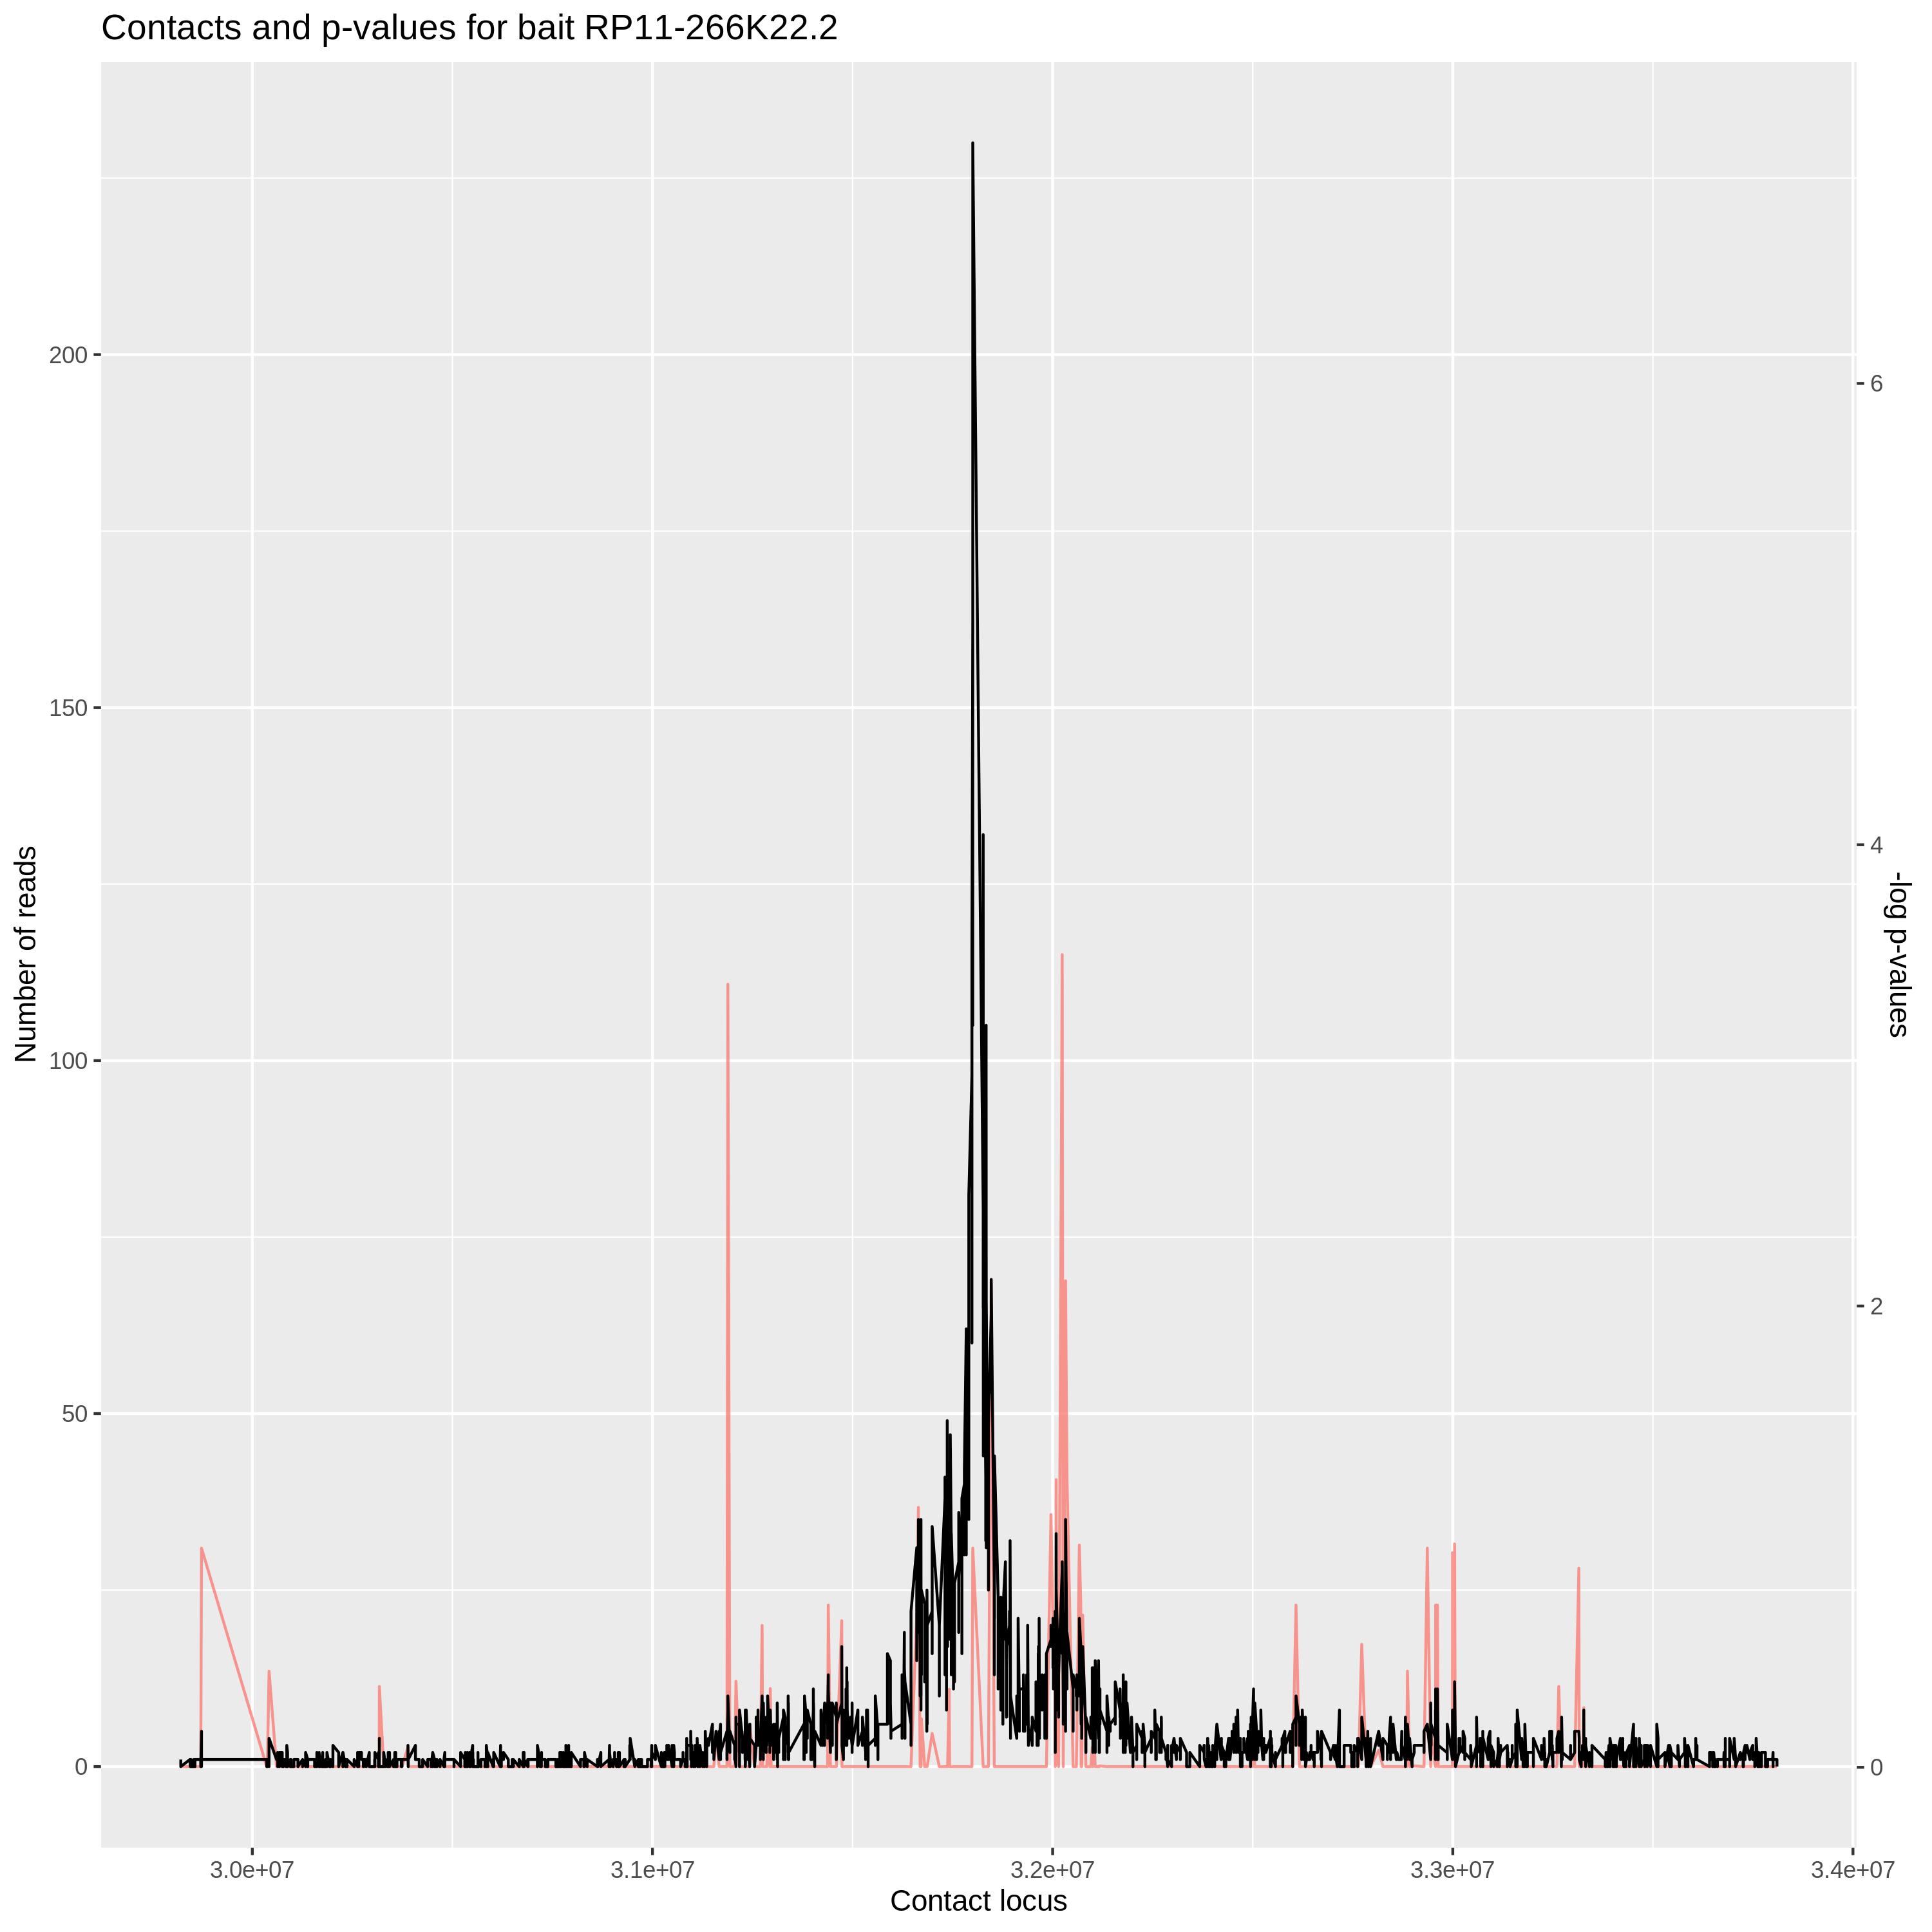 Contacts and p-values for bait RP11-266K22.2
200
150
100
50
0
Number of reads
6
4
2
0
-log p-values
3.0e+07
3.1e+07
3.2e+07
3.3e+07
3.4e+07
Contact locus